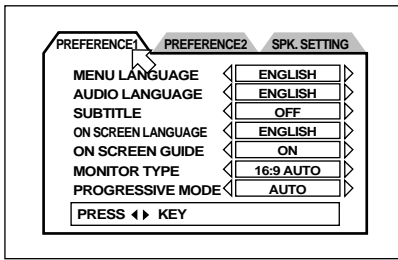 PREFERENCE1 PREFERENCE2 SPK. SETTING
MENU LANGUAGE ENGLISH
AUDIO LANGUAGE ENGLISH
SUBTITLE OFF
ON SCREEN LANGUAGE ENGLISH
ON SCREEN GUIDE ON
MONITOR TYPE 16:9 AUTO
PROGRESSIVE MODE AUTO
PRESS KEY